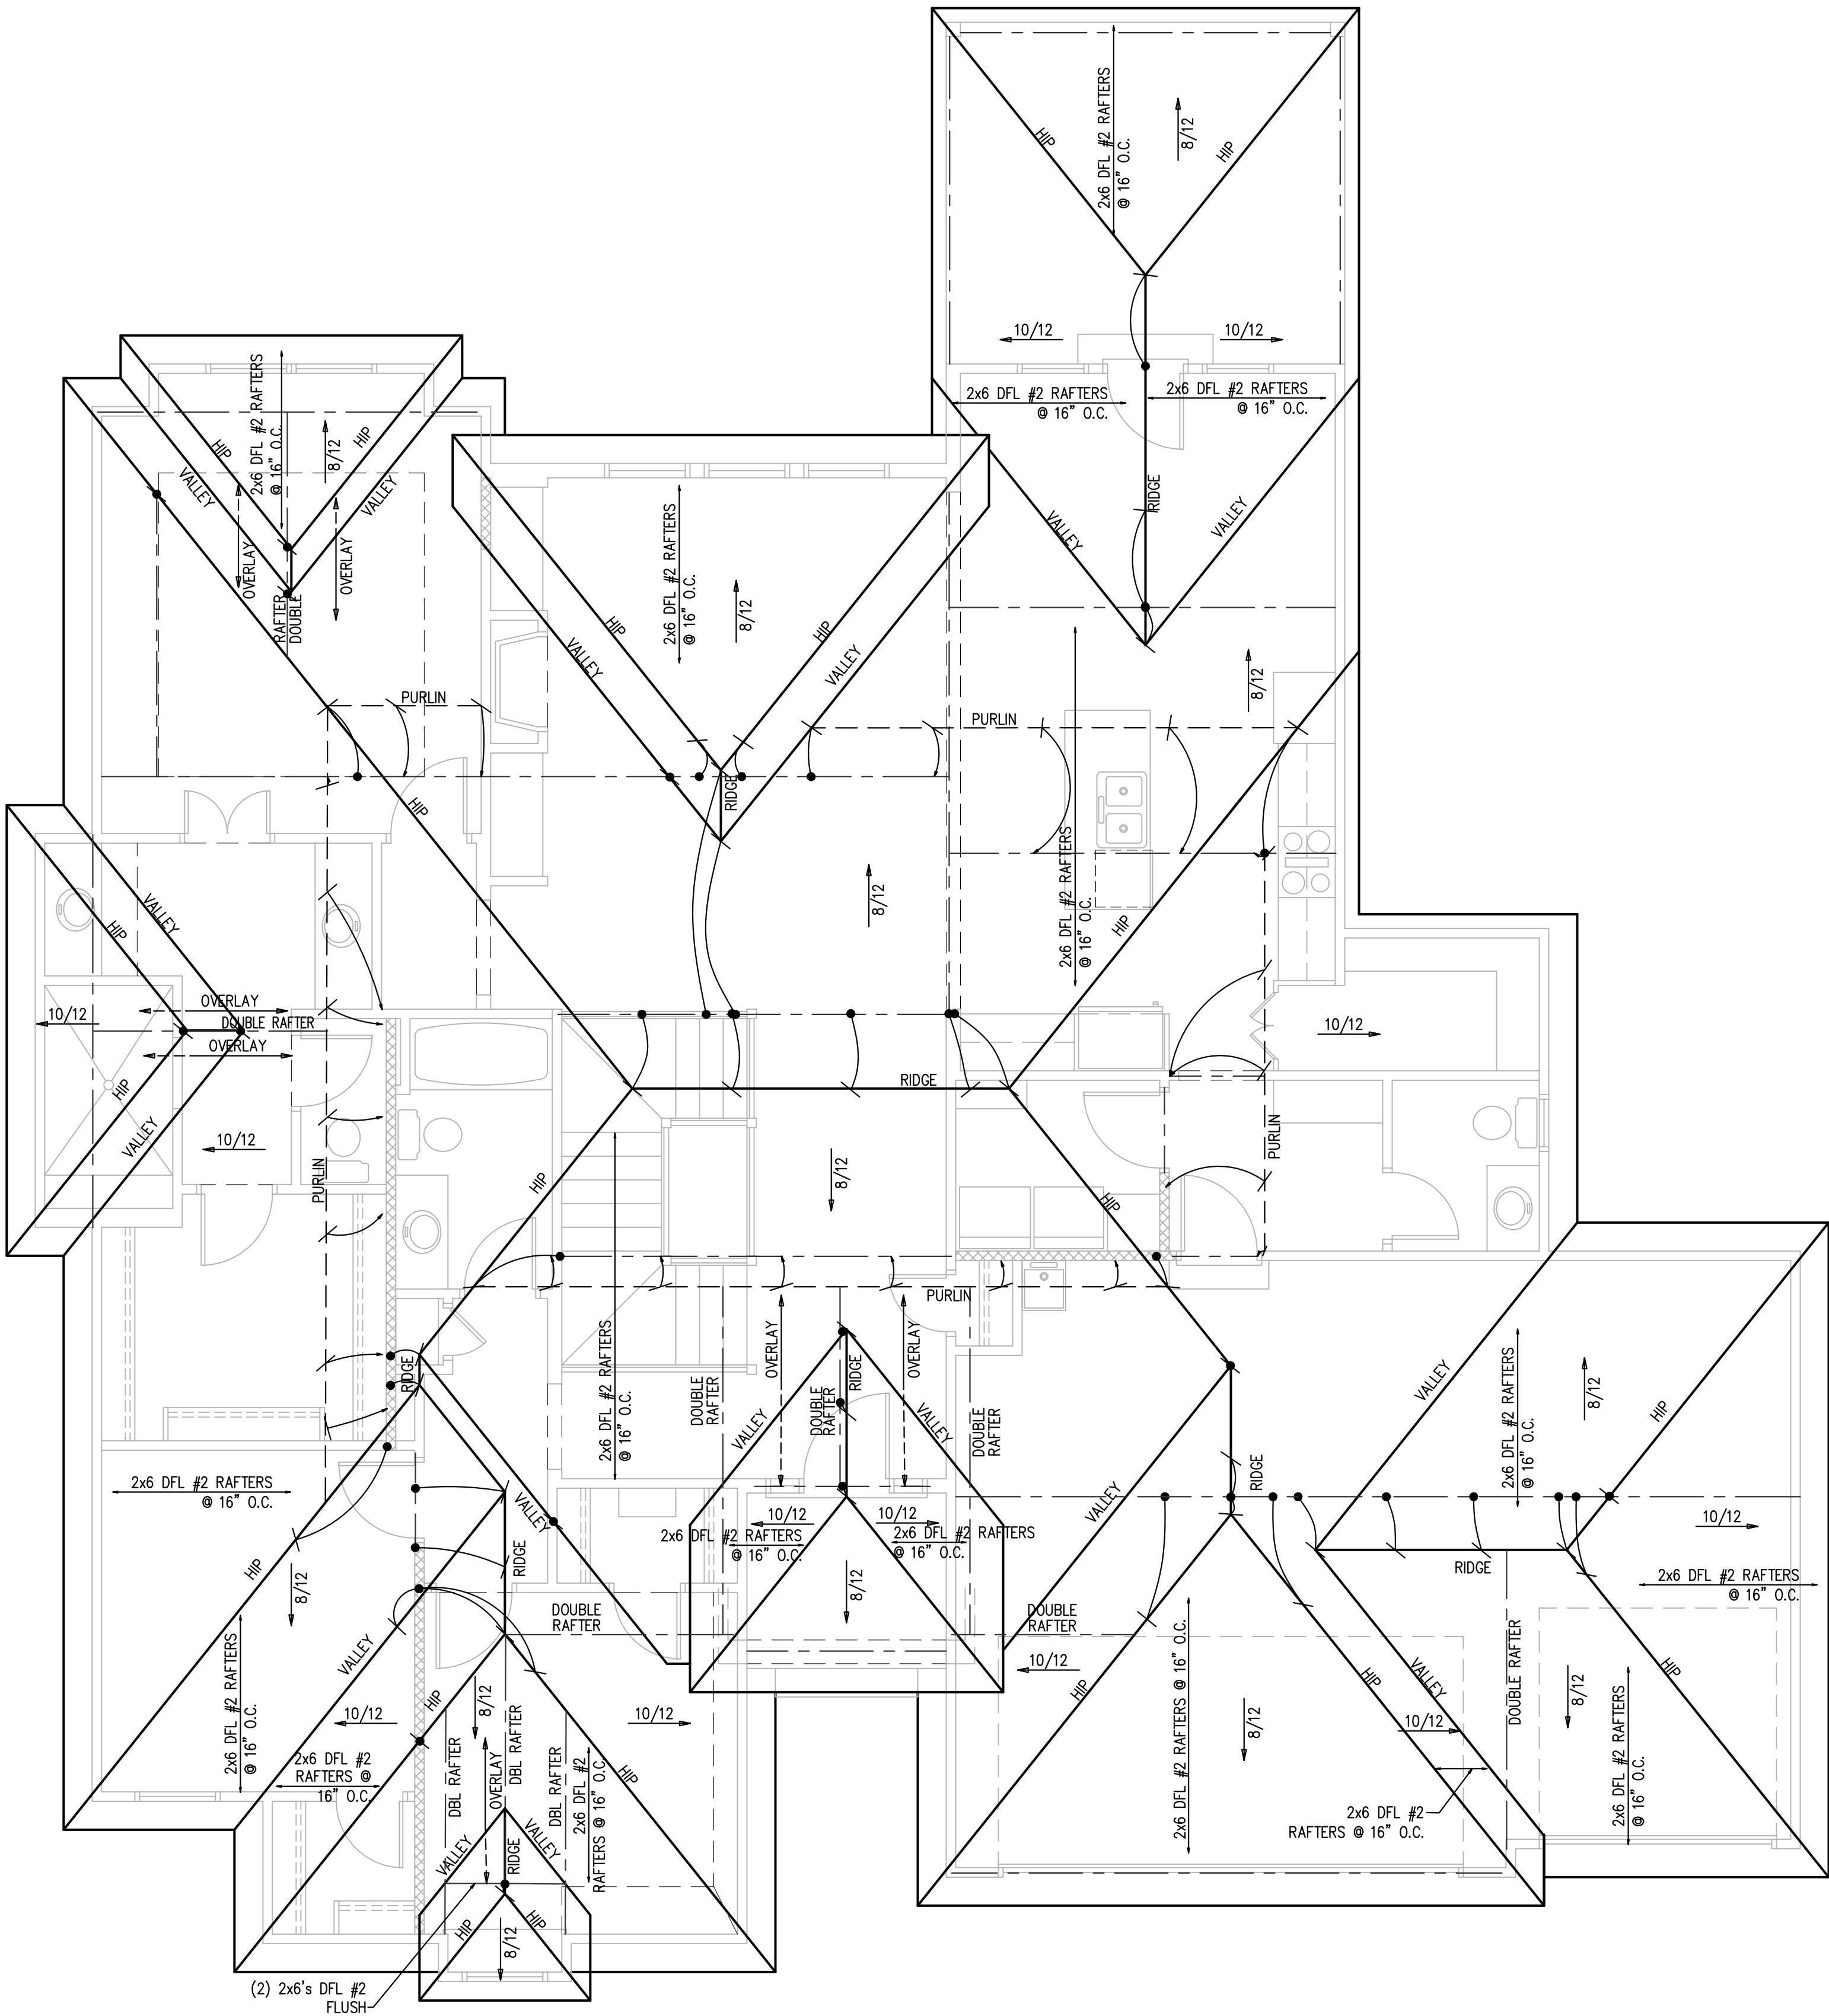 2x6 DFL #2 RAFTERS
@ 16" O.C.
8/12
HIP
HIP
10/12
10/12
2x6 DFL #2 RAFTERS
@ 16" O.C.
2x6 DFL #2 RAFTERS
@ 16" O.C.
RIDGE
VALLEY
VALLEY
2x6 DFL #2 RAFTERS
@ 16" O.C.
8/12
HIP
HIP
VALLEY
VALLEY
OVERLAY
OVERLAY
RAFTER
DOUBLE
2x6 DFL #2 RAFTERS
@ 16" O.C.
8/12
HIP
HIP
VALLEY
VALLEY
RIDGE
PURLIN
PURLIN
8/12
HIP
8/12
2x6 DFL #2 RAFTERS
@ 16" O.C.
HIP
VALLEY
HIP
OVERLAY
10/12
DOUBLE RAFTER
OVERLAY
HIP
VALLEY
10/12
PURLIN
RIDGE
10/12
PURLIN
8/12
HIP
HIP
PURLIN
OVERLAY
OVERLAY
RIDGE
DOUBLE
RAFTER
DOUBLE
RAFTER
DOUBLE
RAFTER
VALLEY
VALLEY
2x6 DFL #2 RAFTERS
@ 16" O.C.
RIDGE
2x6 DFL #2 RAFTERS
@ 16" O.C.
VALLEY
RIDGE
HIP
8/12
10/12
10/12
2x6 DFL #2 RAFTERS
@ 16" O.C.
2x6 DFL #2 RAFTERS
@ 16" O.C.
8/12
DOUBLE
RAFTER
DOUBLE
RAFTER
10/12
VALLEY
RIDGE
VALLEY
2x6 DFL #2 RAFTERS
@ 16" O.C.
8/12
HIP
10/12
RIDGE
2x6 DFL #2 RAFTERS
@ 16" O.C.
2x6 DFL #2 RAFTERS
@ 16" O.C.
VALLEY
10/12
2x6 DFL #2
RAFTERS @
16" O.C.
HIP
8/12
DBL RAFTER
OVERLAY
DBL RAFTER
DBL RAFTER
2x6 DFL #2
RAFTERS @ 16" O.C.
HIP
10/12
VALLEY
VALLEY
RIDGE
HIP
HIP
8/12
(2) 2x6's DFL #2
FLUSH
HIP
2x6 DFL #2 RAFTERS @ 16" O.C.
8/12
HIP
VALLEY
10/12
2x6 DFL #2
RAFTERS @ 16" O.C.
DOUBLE RAFTER
8/12
HIP
2x6 DFL #2 RAFTERS
@ 16" O.C.